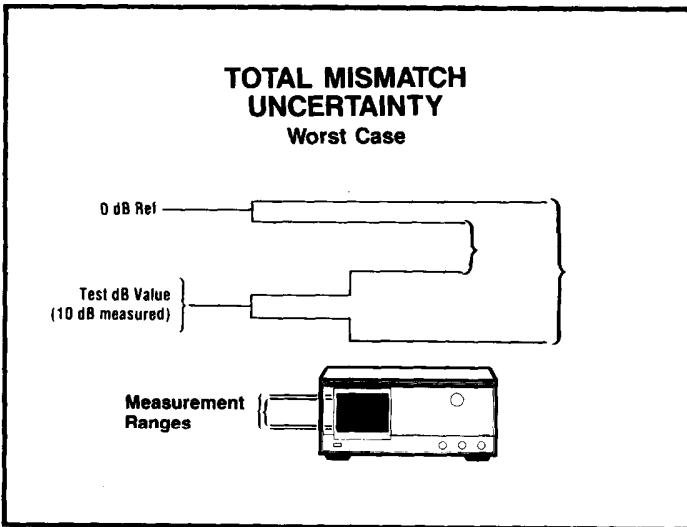 TOTAL MISMATCH
UNCERTAINTY
Worst Case
0 dB Ref
Test dB Value
(10 dB measured)
Measurement
Ranges